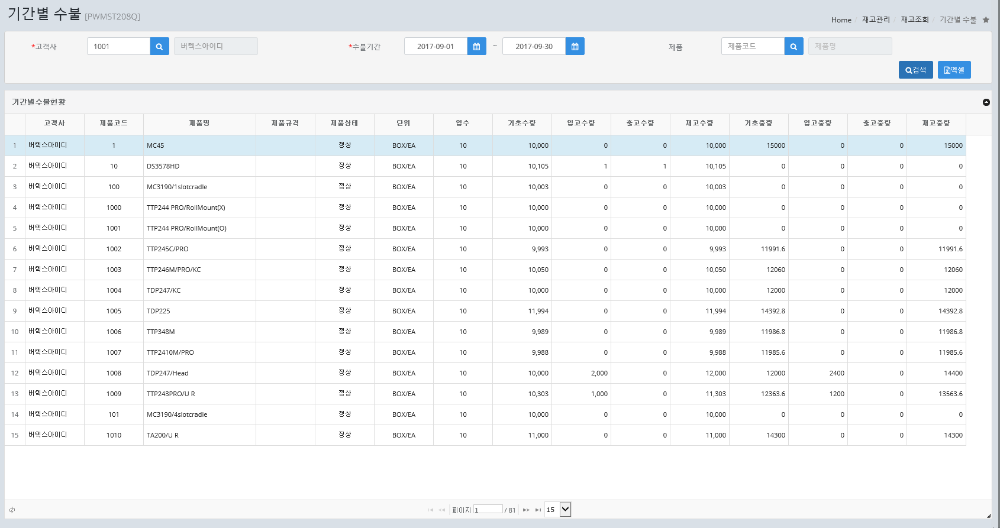 기간별 수불 [PWMST208Q]
Home / 재고관리 / 재고조회 / 기간별 수불
*고객사 1001 버텍스아이디 *수불기간 2017-09-01 ~ 2017-09-30 제품 제품코드 제품명
검색 엑셀
기간별수불현황
고객사 제품코드 제품명 제품규격 제품상태 단위 입수 기초수량 입고수량 출고수량 재고수량 기초중량 입고중량 출고중량 재고중량
1 버텍스아이디 1 MC45 정상 BOX/EA 10 10,000 0 0 10,000 15000 0 0 15000
2 버텍스아이디 10 DS3578HD 정상 BOX/EA 10 10,105 1 1 10,105 0 0 0 0
3 버텍스아이디 100 MC3190/1slotcradle 정상 BOX/EA 10 10,003 0 0 10,003 0 0 0 0
4 버텍스아이디 1000 TTP244 PRO/RollMount(X) 정상 BOX/EA 10 10,000 0 0 10,000 0 0 0 0
5 버텍스아이디 1001 TTP244 PRO/RollMount(O) 정상 BOX/EA 10 10,000 0 0 10,000 0 0 0 0
6 버텍스아이디 1002 TTP245C/PRO 정상 BOX/EA 10 9,993 0 0 9,993 11991.6 0 0 11991.6
7 버텍스아이디 1003 TTP246M/PRO/KC 정상 BOX/EA 10 10,050 0 0 10,050 12060 0 0 12060
8 버텍스아이디 1004 TDP247/KC 정상 BOX/EA 10 10,000 0 0 10,000 12000 0 0 12000
9 버텍스아이디 1005 TDP225 정상 BOX/EA 10 11,994 0 0 11,994 14392.8 0 0 14392.8
10 버텍스아이디 1006 TTP348M 정상 BOX/EA 10 9,989 0 0 9,989 11986.8 0 0 11986.8
11 버텍스아이디 1007 TTP2410M/PRO 정상 BOX/EA 10 9,988 0 0 9,988 11985.6 0 0 11985.6
12 버텍스아이디 1008 TDP247/Head 정상 BOX/EA 10 10,000 2,000 0 12,000 12000 2400 0 14400
13 버텍스아이디 1009 TTP243PRO/U R 정상 BOX/EA 10 10,303 1,000 0 11,303 12363.6 1200 0 13563.6
14 버텍스아이디 101 MC3190/4slotcradle 정상 BOX/EA 10 10,000 0 0 10,000 0 0 0 0
15 버텍스아이디 1010 TA200/U R 정상 BOX/EA 10 11,000 0 0 11,000 14300 0 0 14300
페이지 1 / 81 15